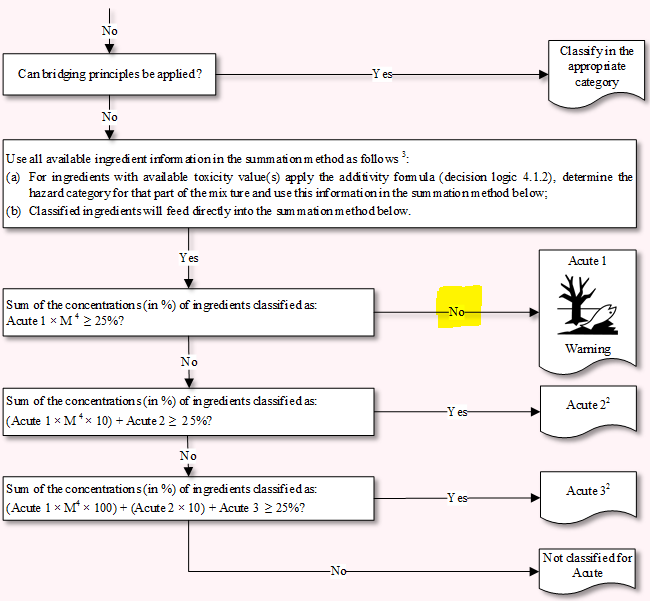 No
Can bridging principles be applied?
Yes
Classify in the
appropriate
category
No
Use all available ingredient information in the summation method as follows ³:
(a) For ingredients with available toxicity value(s) apply the additivity formula (decision logic 4.1.2), determine the
hazard category for that part of the mixture and use this information in the summation method below;
(b) Classified ingredients will feed directly into the summation method below.
Yes
Sum of the concentrations (in %) of ingredients classified as:
Acute 1 × M ⁴ ≥ 25%?
No
Acute 1
Warning
No
Sum of the concentrations (in %) of ingredients classified as:
(Acute 1 × M ⁴ × 10) + Acute 2 ≥ 25%?
Yes
Acute 2²
No
Sum of the concentrations (in %) of ingredients classified as:
(Acute 1 × M⁴ × 100) + (Acute 2 × 10) + Acute 3 ≥ 25%?
Yes
Acute 3²
No
Not classified for
Acute